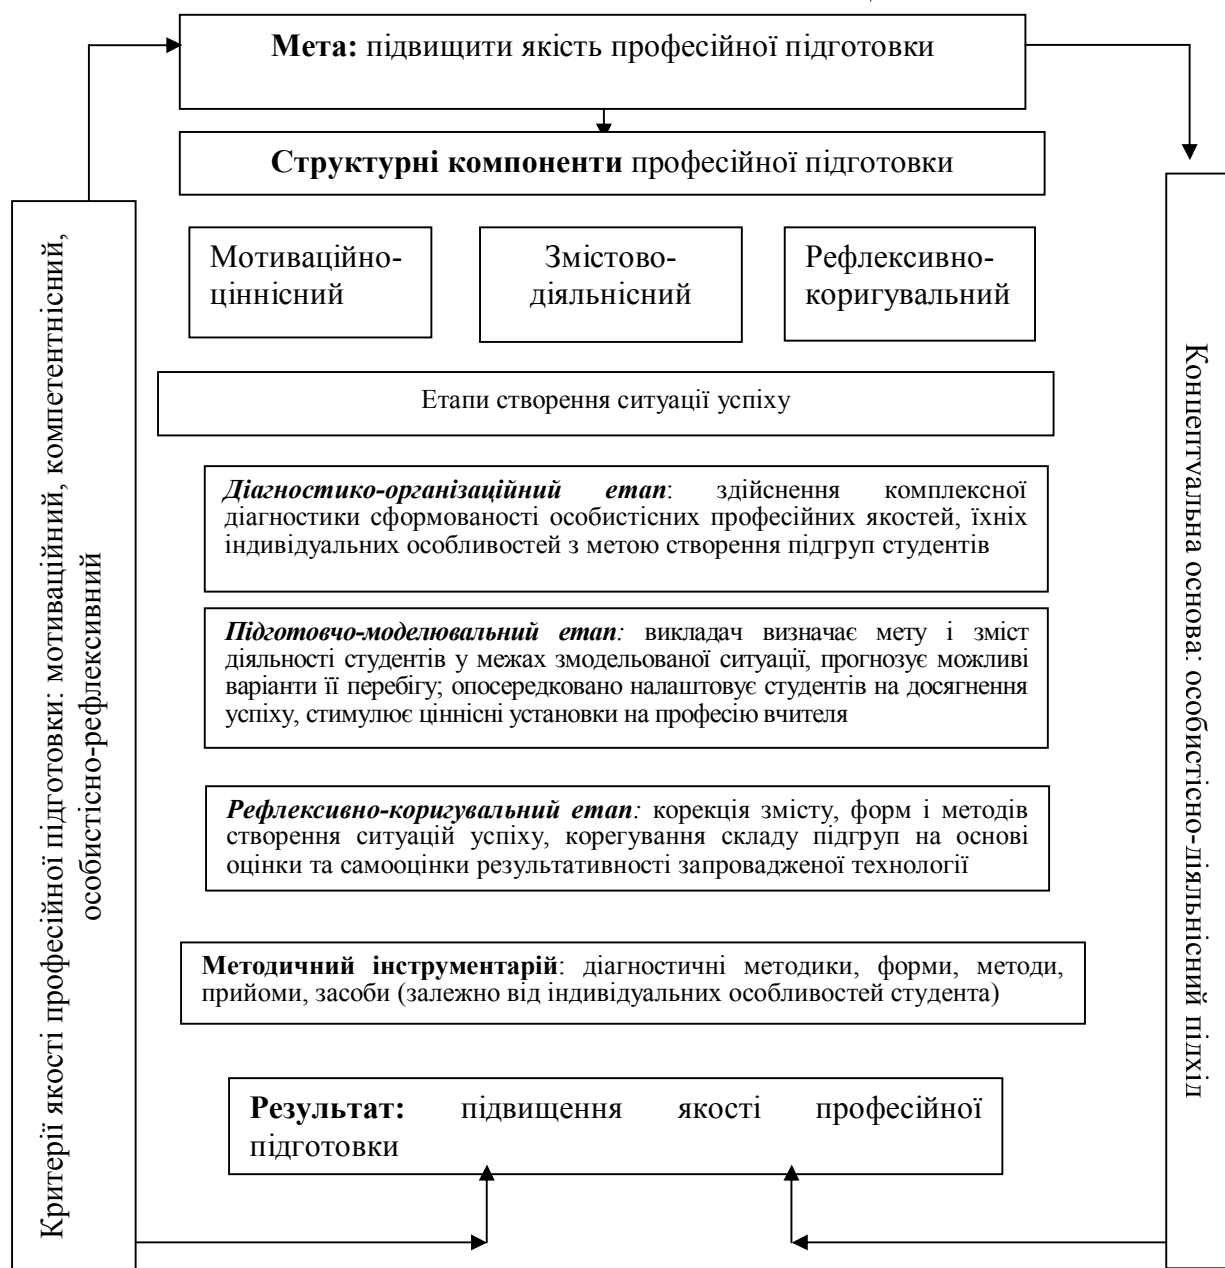 Мета: підвищити якість професійної підготовки
Структурні компоненти професійної підготовки
Мотиваційно-
ціннісний
Змістово-
діяльнісний
Рефлексивно-
коригувальний
Етапи створення ситуації успіху
Діагностико-організаційний етап: здійснення комплексної
діагностики сформованості особистісних професійних якостей, їхніх
індивідуальних особливостей з метою створення підгруп студентів
Підготовчо-моделювальний етап: викладач визначає мету і зміст
діяльності студентів у межах змодельованої ситуації, прогнозує можливі
варіанти її перебігу; опосередковано налаштовує студентів на досягнення
успіху, стимулює ціннісні установки на професію вчителя
Рефлексивно-коригувальний етап: корекція змісту, форм і методів
створення ситуацій успіху, корегування складу підгруп на основі
оцінки та самооцінки результативності запровадженої технології
Методичний інструментарій: діагностичні методики, форми, методи,
прийоми, засоби (залежно від індивідуальних особливостей студента)
Результат: підвищення якості професійної
підготовки
Критерії якості професійної підготовки: мотиваційний, компетентнісний,
особистісно-рефлексивний
Концептуальна основа: особистісно-діяльнісний підхід